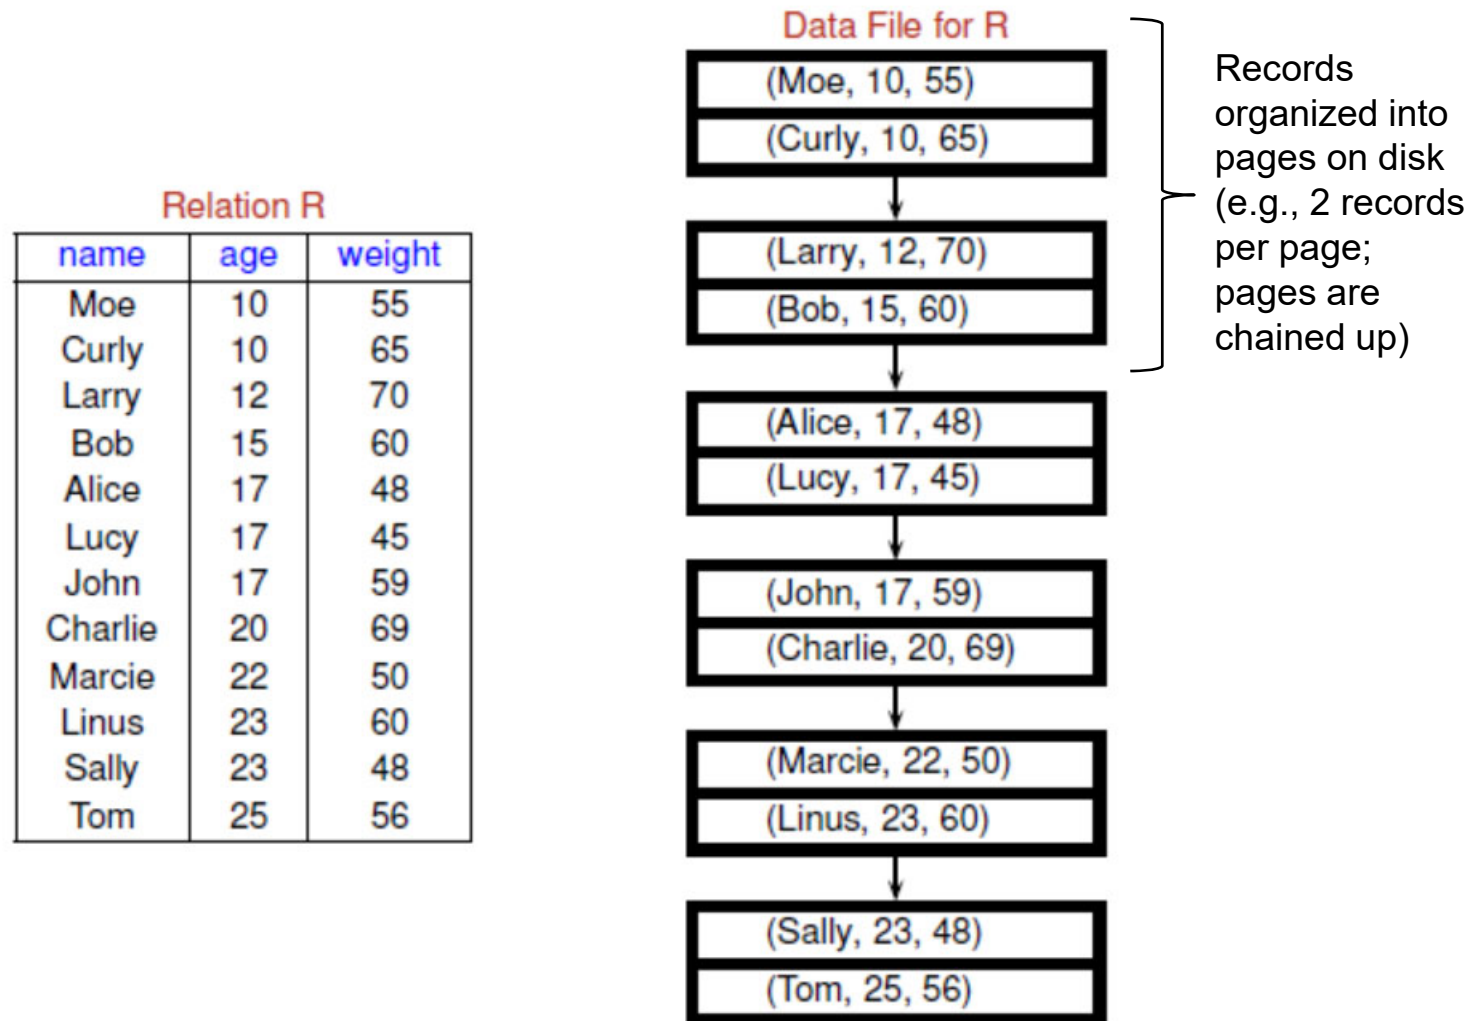 Relation R
name age weight
Moe 10 55
Curly 10 65
Larry 12 70
Bob 15 60
Alice 17 48
Lucy 17 45
John 17 59
Charlie 20 69
Marcie 22 50
Linus 23 60
Sally 23 48
Tom 25 56
Data File for R
(Moe, 10, 55)
(Curly, 10, 65)
(Larry, 12, 70)
(Bob, 15, 60)
(Alice, 17, 48)
(Lucy, 17, 45)
(John, 17, 59)
(Charlie, 20, 69)
(Marcie, 22, 50)
(Linus, 23, 60)
(Sally, 23, 48)
(Tom, 25, 56)
Records
organized into
pages on disk
(e.g., 2 records
per page;
pages are
chained up)